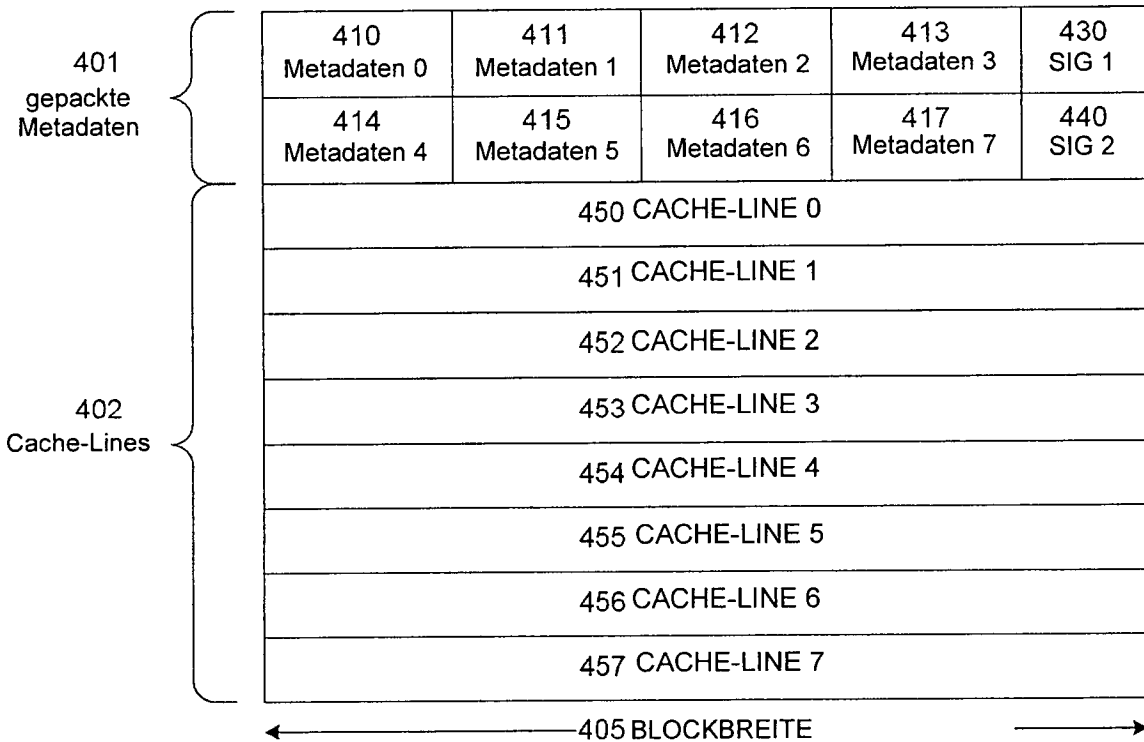 401
gepackte
Metadaten
410
Metadaten 0
411
Metadaten 1
412
Metadaten 2
413
Metadaten 3
430
SIG 1
414
Metadaten 4
415
Metadaten 5
416
Metadaten 6
417
Metadaten 7
440
SIG 2
402
Cache-Lines
450 CACHE-LINE 0
451 CACHE-LINE 1
452 CACHE-LINE 2
453 CACHE-LINE 3
454 CACHE-LINE 4
455 CACHE-LINE 5
456 CACHE-LINE 6
457 CACHE-LINE 7
405 BLOCKBREITE